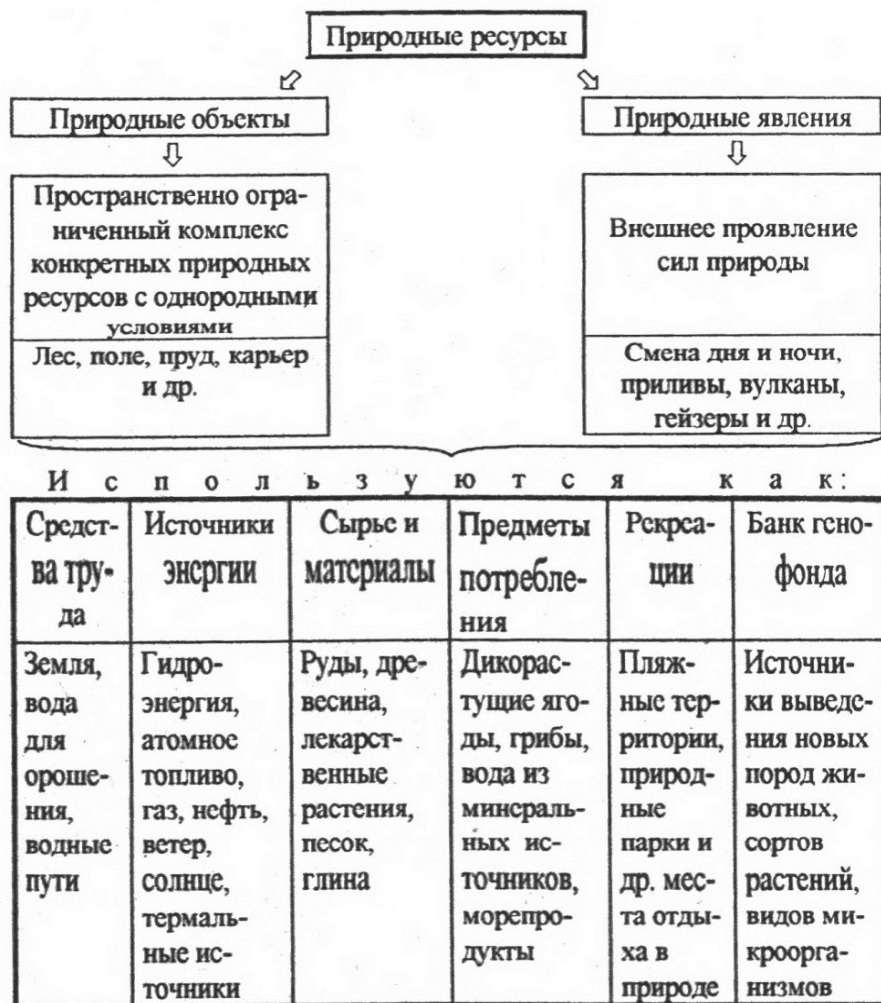 Природные ресурсы
Природные объекты
Природные явления
Пространственно огра-
ниченный комплекс
конкретных природных
ресурсов с однородными
условиями
Внешнее проявление
сил природы
Лес, поле, пруд, карьер
и др.
Смена дня и ночи,
приливы, вулканы,
гейзеры и др.
Используются как:
Средст-
ва тру-
да
Источники
энергии
Сырье и
материалы
Предметы
потребле-
ния
Рекреа-
ции
Банк гено-
фонда
Земля,
вода
для
ороше-
ния,
водные
пути
Гидро-
энергия,
атомное
топливо,
газ, нефть,
ветер,
солнце,
термаль-
ные ис-
точники
Руды, дре-
весина,
лекарст-
венные
растения,
песок,
глина
Дикорас-
тущие яго-
ды, грибы,
вода из
минераль-
ных ис-
точников,
морепро-
дукты
Пляж-
ные тер-
ритории,
природ-
ные
парки и
др. мес-
та отды-
ха в
природе
Источни-
ки выведе-
ния новых
пород жи-
вотных,
сортов
растений,
видов ми-
кроорга-
низмов